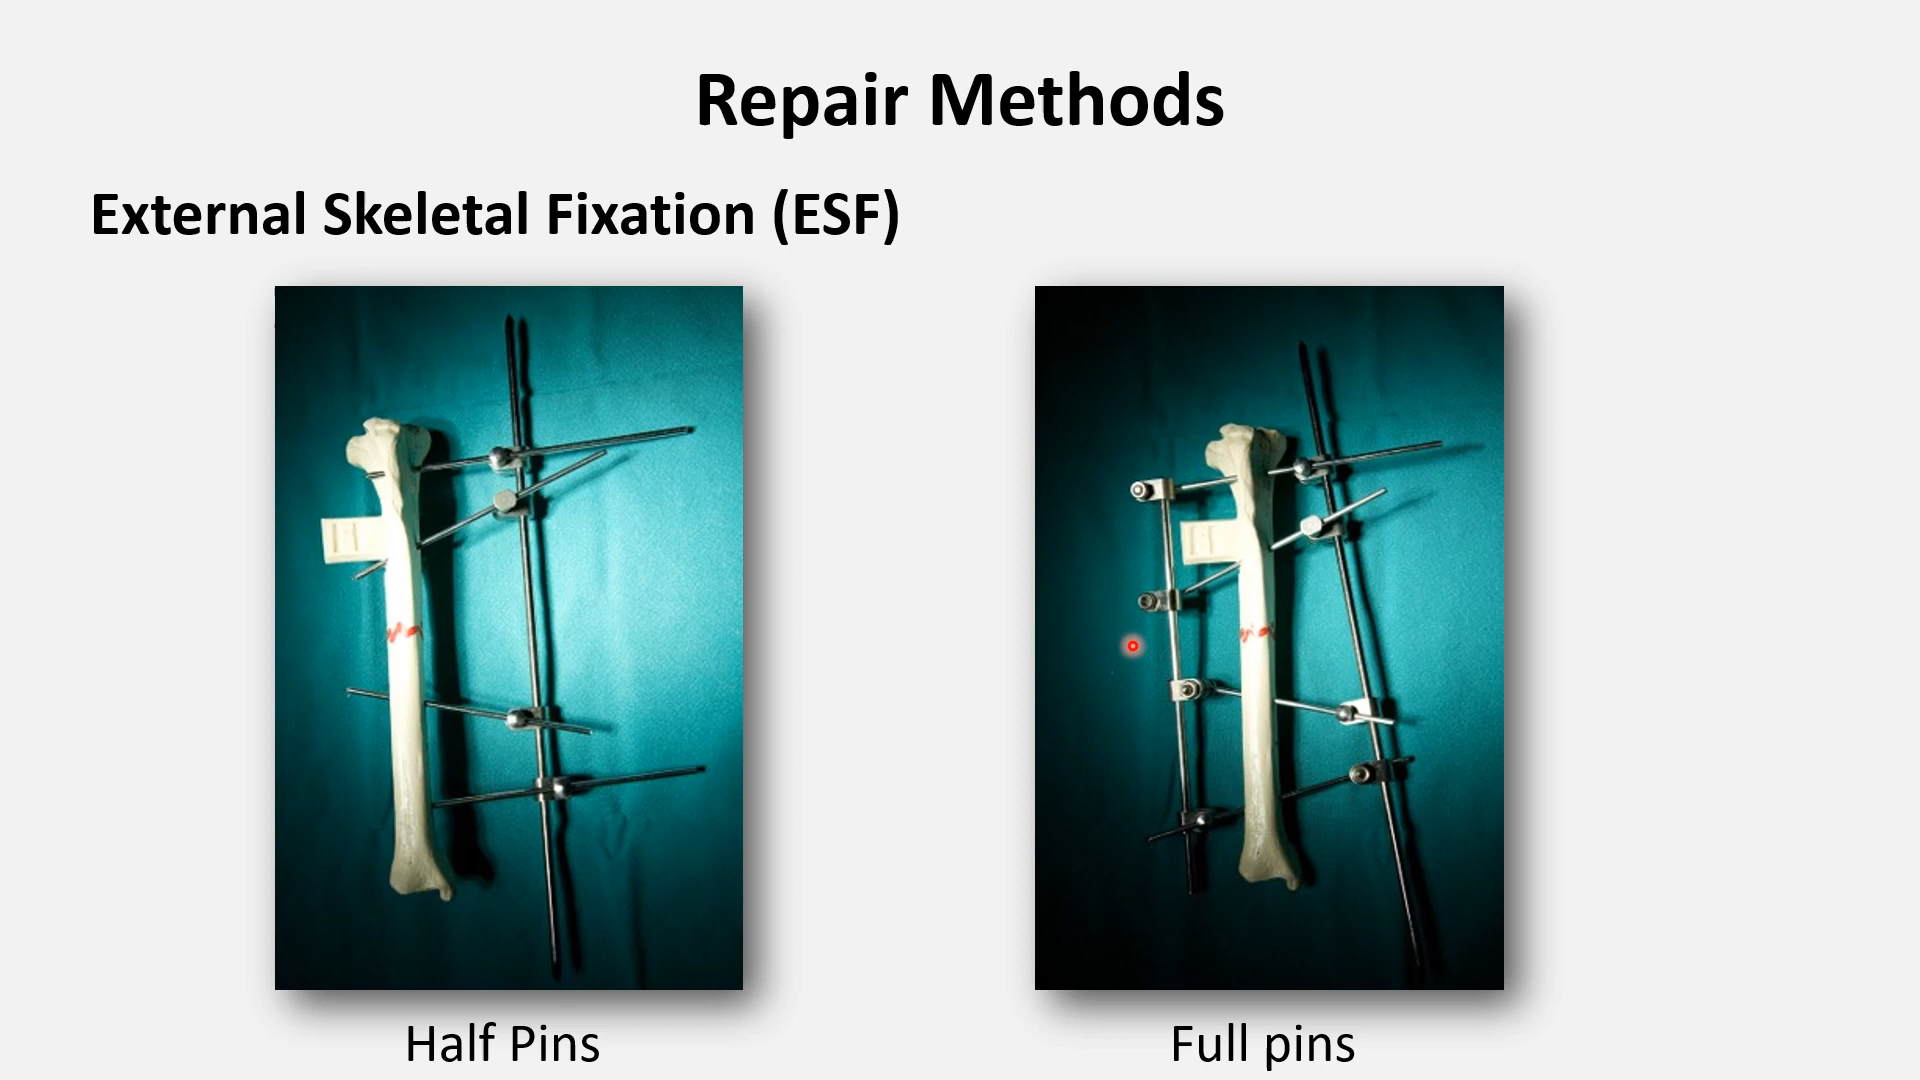 Repair Methods
External Skeletal Fixation (ESF)
Half Pins
Full pins